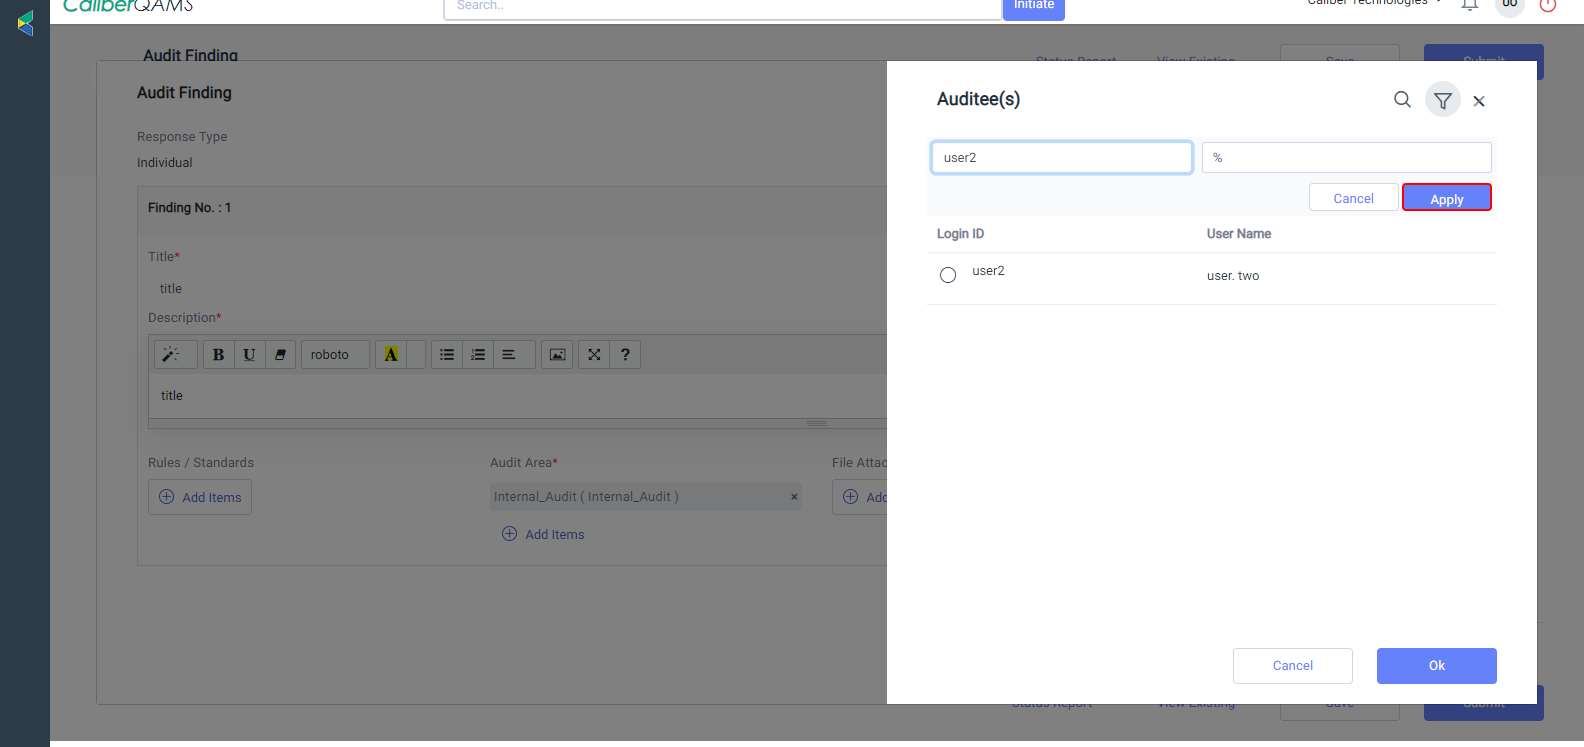 CaliberQAMS
Search..
Initiate
Caliber Technologies
Audit Finding
Status Report
View Existing
Save
Submit
Audit Finding
Response Type
Individual
Finding No. : 1
Title*
title
Description*
B U roboto A ?
title
Rules / Standards
Add Items
Audit Area*
Internal_Audit ( Internal_Audit )
×
Add Items
File Attac
Add
Auditee(s)
user2
%
Cancel
Apply
Login ID
User Name
user2
user. two
Cancel
Ok
Status Report
View Existing
Save
Submit